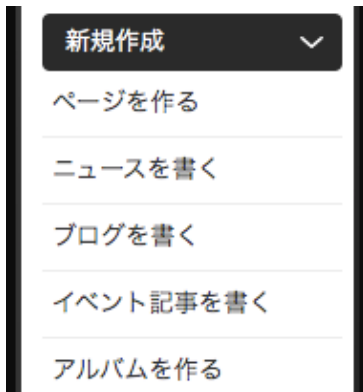 新規作成
ページを作る
ニュースを書く
ブログを書く
イベント記事を書く
アルバムを作る